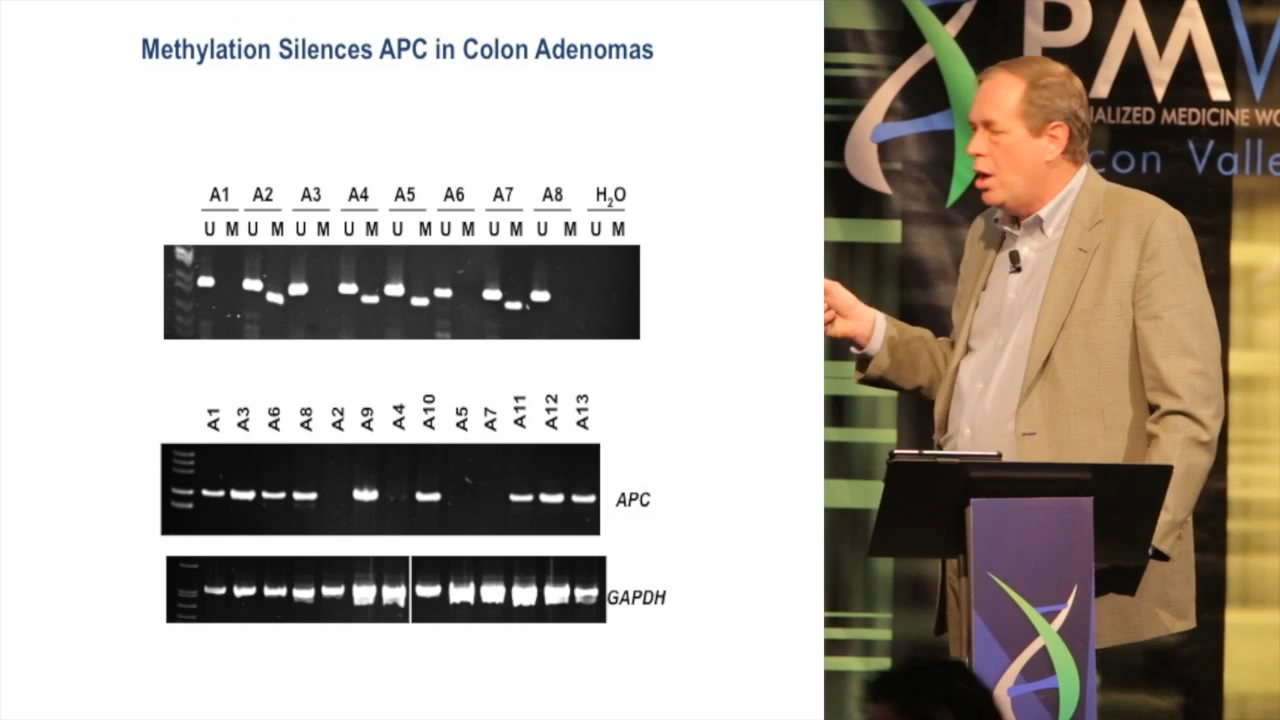 Methylation Silences APC in Colon Adenomas
A1 A2 A3 A4 A5 A6 A7 A8 H2O
U M U M U M U M U M U M U M U M U M
A1 A3 A6 A8 A2 A9 A4 A10 A5 A7 A11 A12 A13
APC
GAPDH
PM
IALIZED MEDICINE WO
con Valle